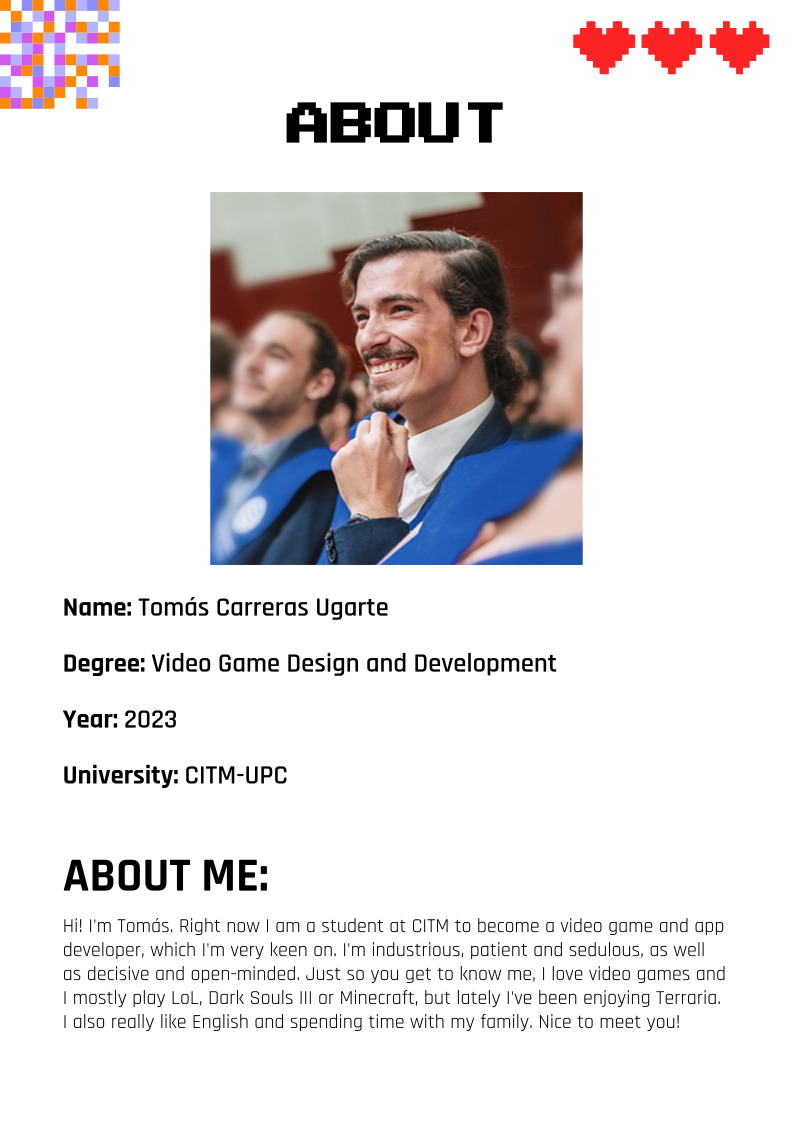 ABOUT
Name: Tomás Carreras Ugarte
Degree: Video Game Design and Development
Year: 2023
University: CITM-UPC
ABOUT ME:
Hi! I'm Tomás. Right now I am a student at CITM to become a video game and app
developer, which I'm very keen on. I'm industrious, patient and sedulous, as well
as decisive and open-minded. Just so you get to know me, I love video games and
I mostly play LoL, Dark Souls III or Minecraft, but lately I've been enjoying Terraria.
I also really like English and spending time with my family. Nice to meet you!